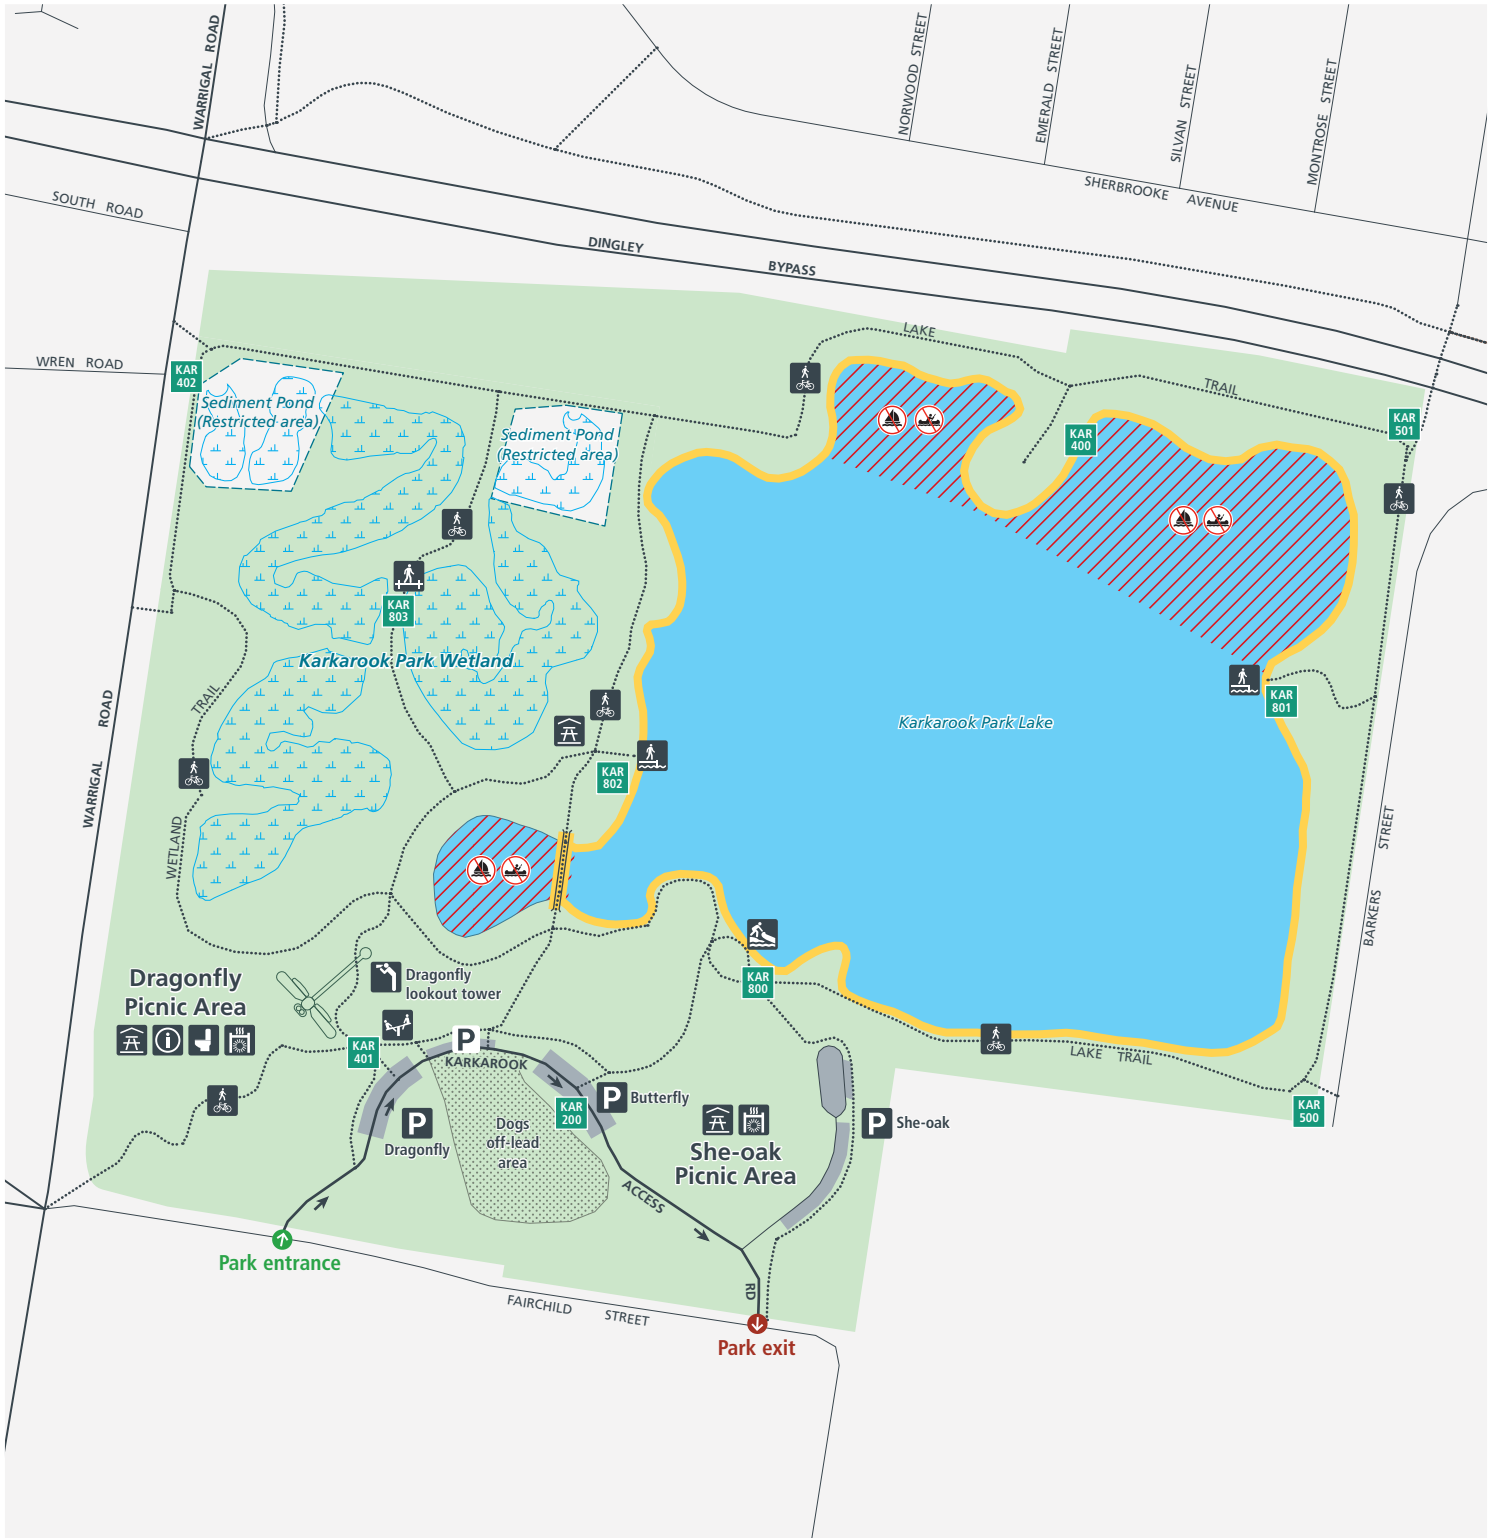 WARRIGAL ROAD
NORWOOD STREET
EMERALD STREET
SILVAN STREET
MONTROSE STREET
SHERBROOKE AVENUE
SOUTH ROAD
DINGLEY
BYPASS
WREN ROAD
LAKE
TRAIL
KAR
402
Sediment Pond
(Restricted area)
Sediment Pond
(Restricted area)
KAR
400
KAR
501
KAR
803
Karkarook Park Wetland
TRAIL
WARRIGAL ROAD
KAR
801
Karkarook Park Lake
KAR
802
WETLAND
BARKERS STREET
Dragonfly
Picnic Area
Dragonfly
lookout tower
KAR
800
i
KAR
401
P
KARKAROOK
LAKE TRAIL
P
Butterfly
KAR
200
KAR
500
P
Dragonfly
Dogs
off-lead
area
P
She-oak
She-oak
Picnic Area
ACCESS
RD
Park entrance
FAIRCHILD STREET
Park exit